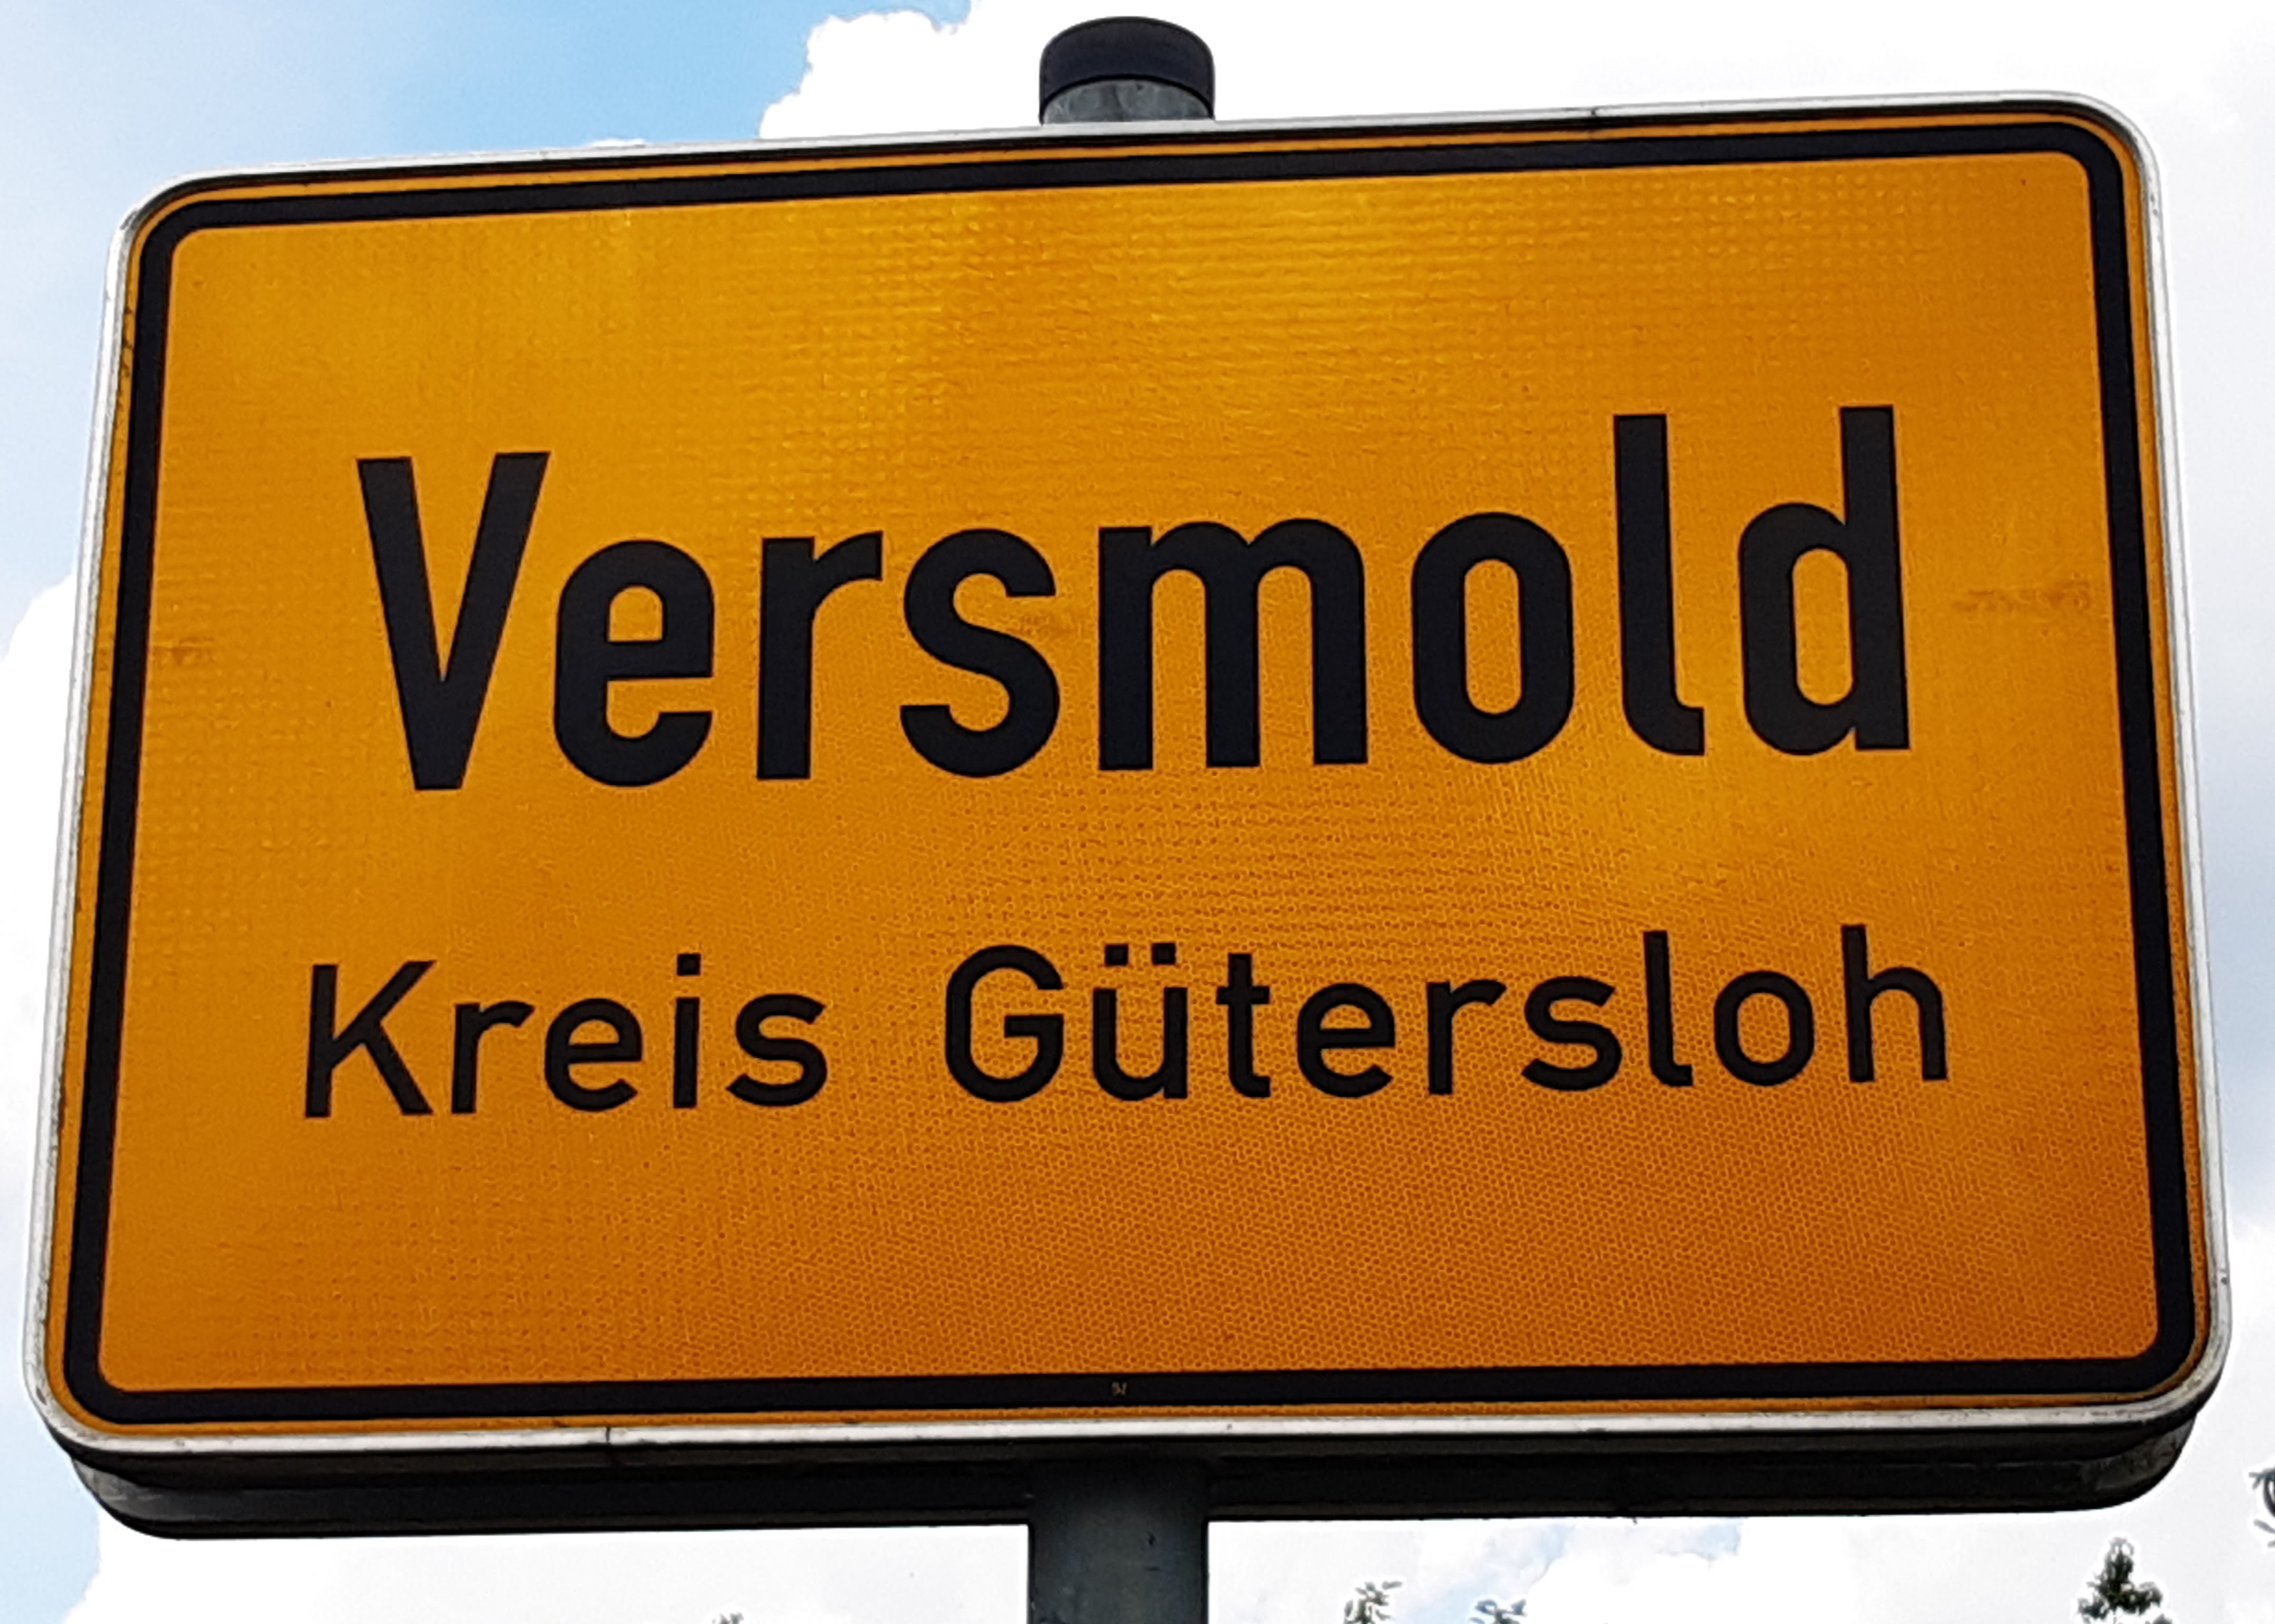 Versmold
Kreis Gütersloh